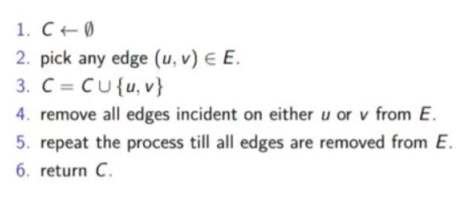 1. C ← ∅
2. pick any edge (u, v) ∈ E.
3. C = C ∪ {u, v}
4. remove all edges incident on either u or v from E.
5. repeat the process till all edges are removed from E.
6. return C.